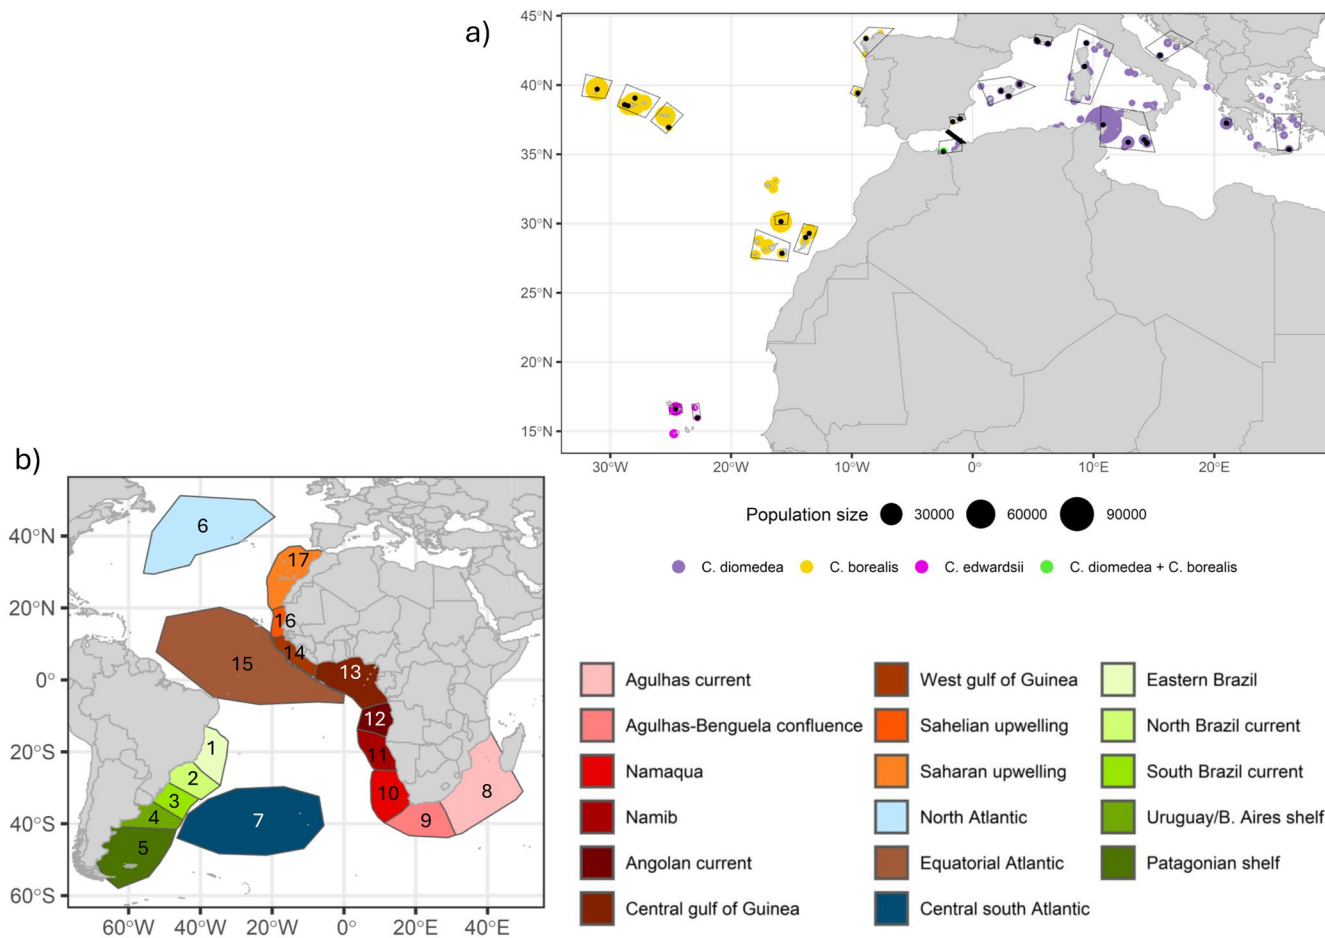 a)
45°N
40°N
35°N
30°N
25°N
20°N
15°N
30°W 20°W 10°W 0° 10°E 20°E
Population size 30000 60000 90000
C. diomedea C. borealis C. edwardsii C. diomedea + C. borealis
b)
40°N
20°N
0°
20°S
40°S
60°S
60°W 40°W 20°W 0° 20°E 40°E
6
17
16
14
15
13
12
1
11
2
10
8
3
4
7
9
5
Agulhas current
Agulhas-Benguela confluence
Namaqua
Namib
Angolan current
Central gulf of Guinea
West gulf of Guinea
Sahelian upwelling
Saharan upwelling
North Atlantic
Equatorial Atlantic
Central south Atlantic
Eastern Brazil
North Brazil current
South Brazil current
Uruguay/B. Aires shelf
Patagonian shelf